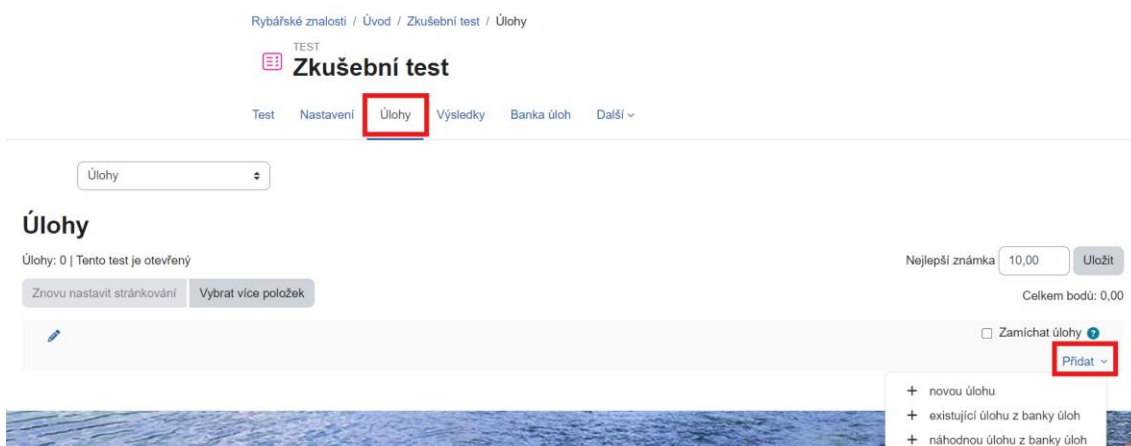 Rybářské znalosti / Úvod / Zkušební test / Úlohy
TEST
Zkušební test
Test Nastavení Úlohy Výsledky Banka úloh Další
Úlohy
Úlohy
Úlohy: 0 | Tento test je otevřený
Nejlepší známka 10,00 Uložit
Znovu nastavit stránkování Vybrat více položek
Celkem bodů: 0,00
Zamíchat úlohy ?
Přidat
+ novou úlohu
+ existující úlohu z banky úloh
+ náhodnou úlohu z banky úloh